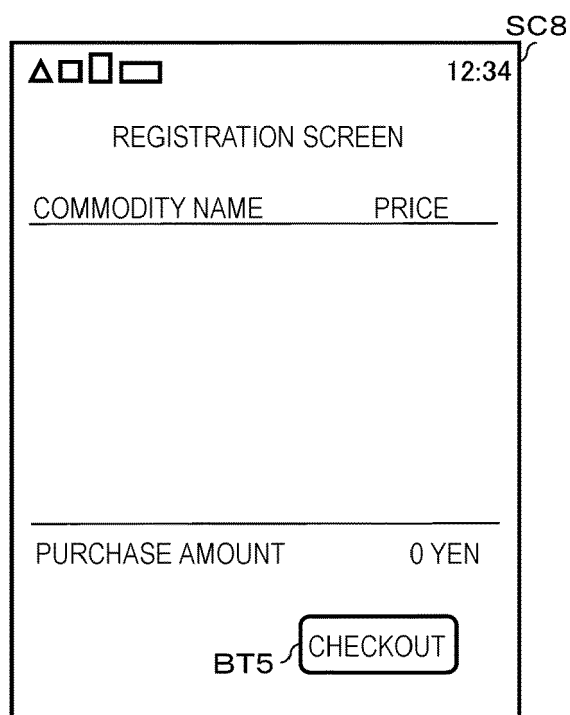 SC8
12:34
REGISTRATION SCREEN
COMMODITY NAME PRICE
PURCHASE AMOUNT 0 YEN
CHECKOUT
BT5